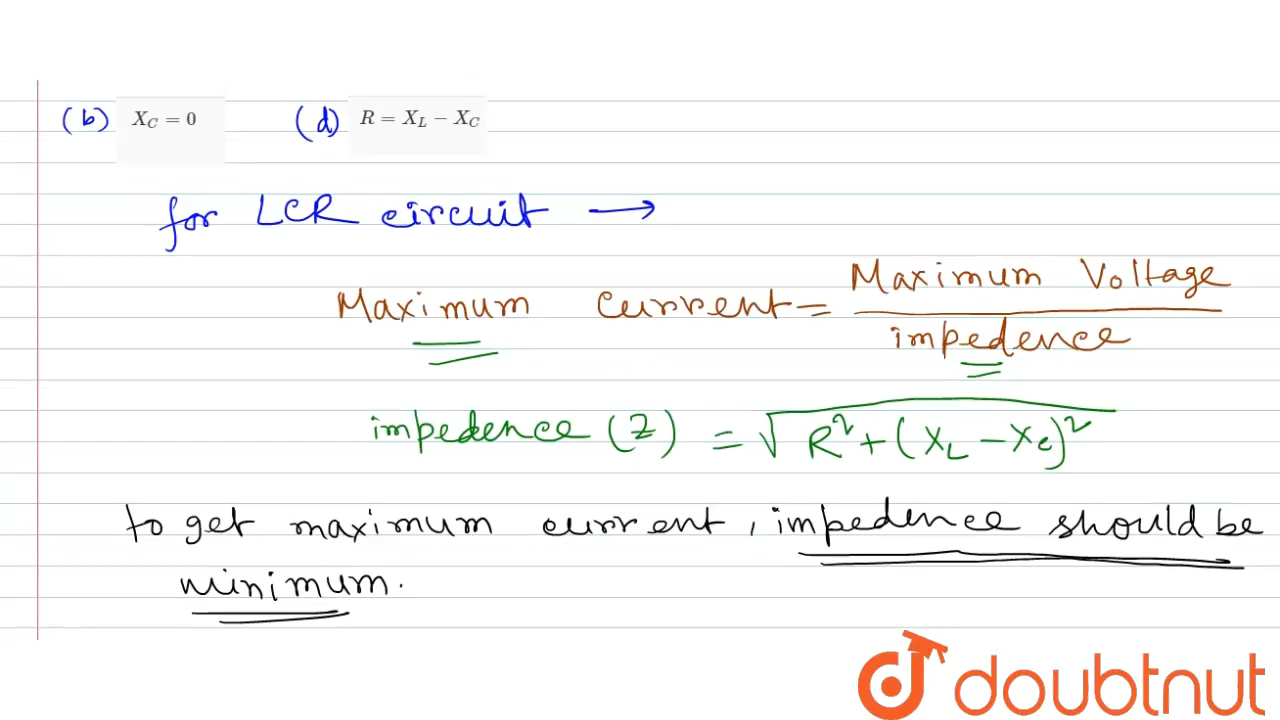 (b) X_C = 0 (d) R = X_L − X_C
for LCR circuit →
Maximum current = Maximum Voltage / impedence
impedence (Z) = √R² + (X_L − X_C)²
to get maximum current, impedence should be
minimum.
doubtnut